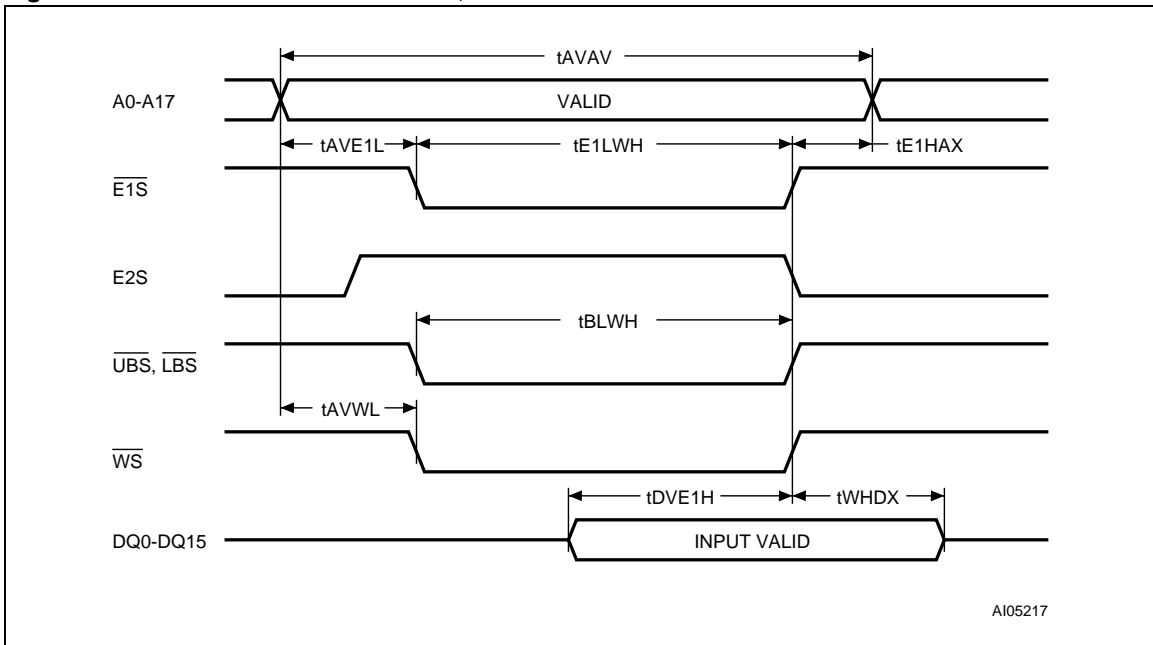 tAVAV
A0-A17
VALID
tAVE1L
tE1LWH
tE1HAX
E1S
E2S
tBLWH
UBS, LBS
tAVWL
WS
tDVE1H
tWHDX
DQ0-DQ15
INPUT VALID
AI05217